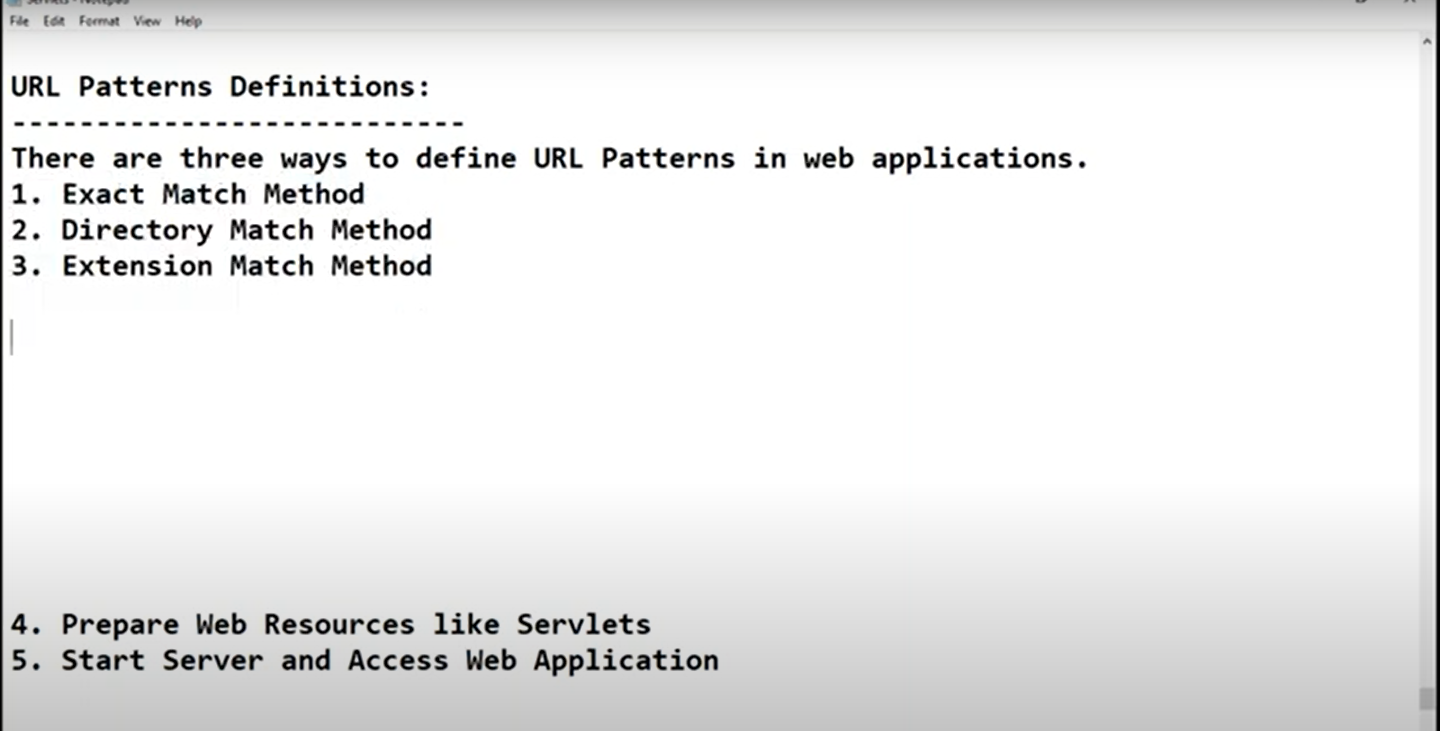 File Edit Format View Help
URL Patterns Definitions:
---------------------------
There are three ways to define URL Patterns in web applications.
1. Exact Match Method
2. Directory Match Method
3. Extension Match Method
4. Prepare Web Resources like Servlets
5. Start Server and Access Web Application